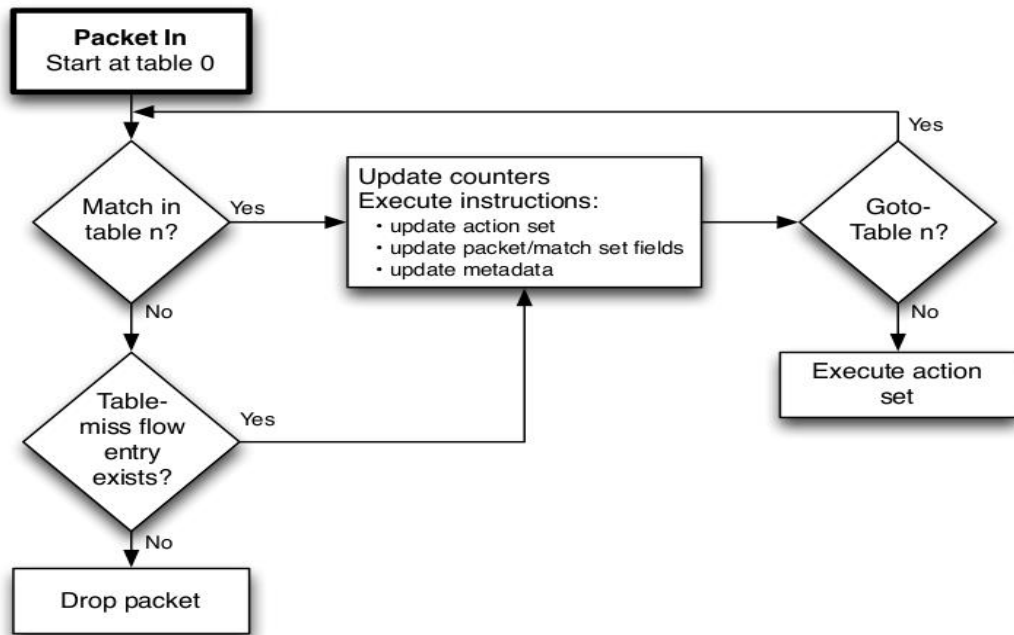 Packet In
Start at table 0
Yes
Match in
table n?
Yes
Update counters
Execute instructions:
• update action set
• update packet/match set fields
• update metadata
Goto-
Table n?
No
No
Execute action
set
Table-
miss flow
entry
exists?
Yes
No
Drop packet